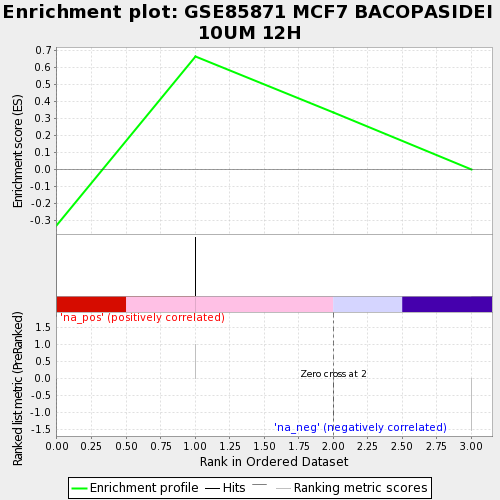 Enrichment plot: GSE85871 MCF7 BACOPASIDEI
10UM 12H
Enrichment score (ES)
0.7
0.6
0.5
0.4
0.3
0.2
0.1
0.0
-0.1
-0.2
-0.3
'na_pos' (positively correlated)
Ranked list metric (PreRanked)
1.5
1.0
0.5
0.0
-0.5
-1.0
-1.5
Zero cross at 2
'na_neg' (negatively correlated)
0.00 0.25 0.50 0.75 1.00 1.25 1.50 1.75 2.00 2.25 2.50 2.75 3.00
Rank in Ordered Dataset
Enrichment profile Hits Ranking metric scores